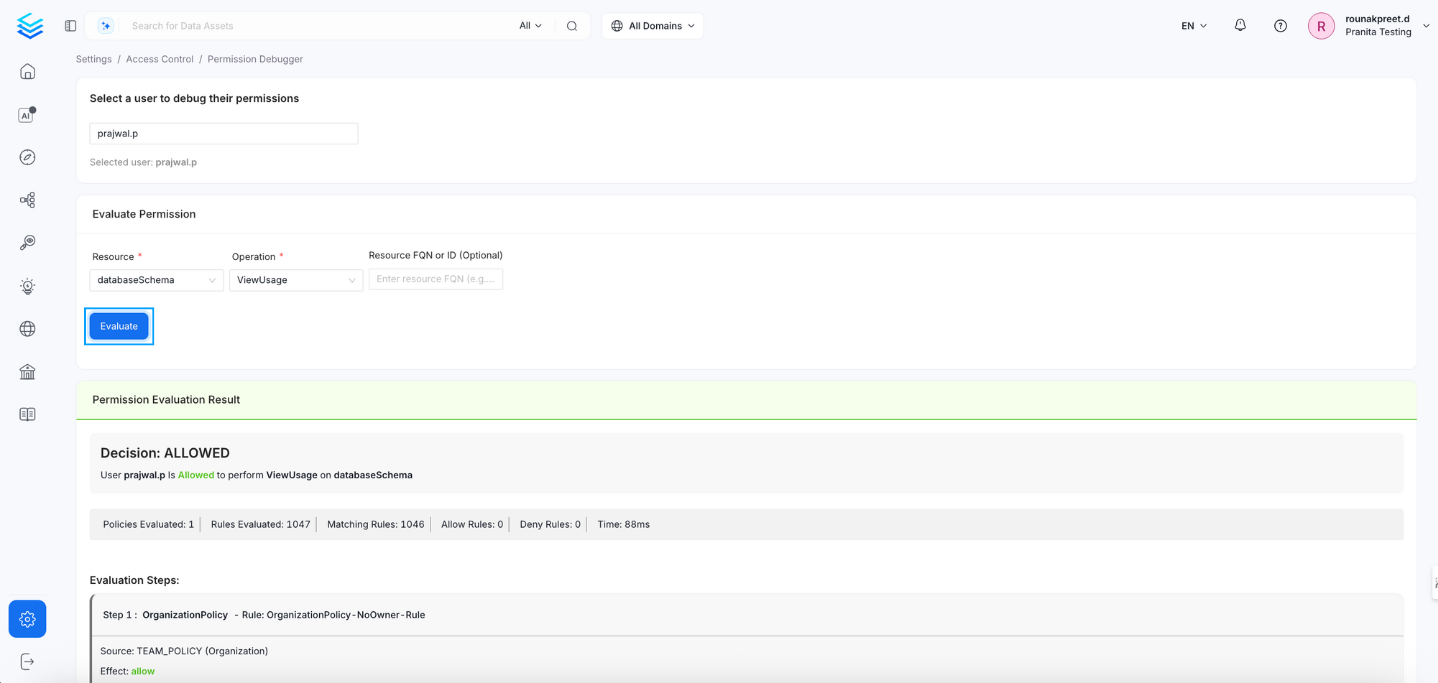 Search for Data Assets
All
All Domains
EN
R
rounakpreet.d
Pranita Testing
AI
Settings / Access Control / Permission Debugger
Select a user to debug their permissions
prajwal.p
Selected user: prajwal.p
Evaluate Permission
Resource *
Operation *
Resource FQN or ID (Optional)
databaseSchema
ViewUsage
Enter resource FQN (e.g....
Evaluate
Permission Evaluation Result
Decision: ALLOWED
User prajwal.p Is Allowed to perform ViewUsage on databaseSchema
Policies Evaluated: 1 Rules Evaluated: 1047 Matching Rules: 1046 Allow Rules: 0 Deny Rules: 0 Time: 88ms
Evaluation Steps:
Step 1 : OrganizationPolicy - Rule: OrganizationPolicy-NoOwner-Rule
Source: TEAM_POLICY (Organization)
Effect: allow